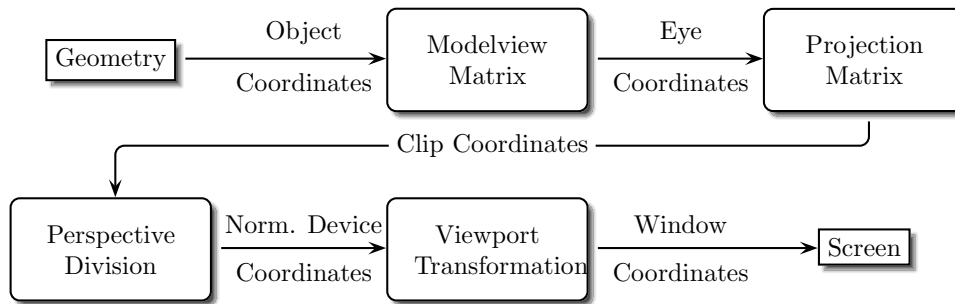 Geometry
Object
Coordinates
Modelview
Matrix
Eye
Coordinates
Projection
Matrix
Clip Coordinates
Perspective
Division
Norm. Device
Coordinates
Viewport
Transformation
Window
Coordinates
Screen